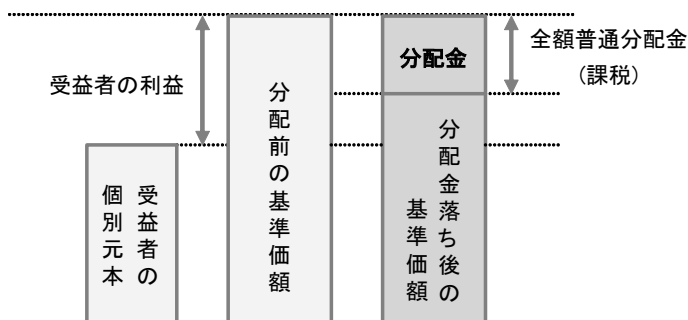 受益者の利益
受益者の
個別元本
分配前の基準価額
分配金
分配金落ち後の
基準価額
全額普通分配金
(課税)